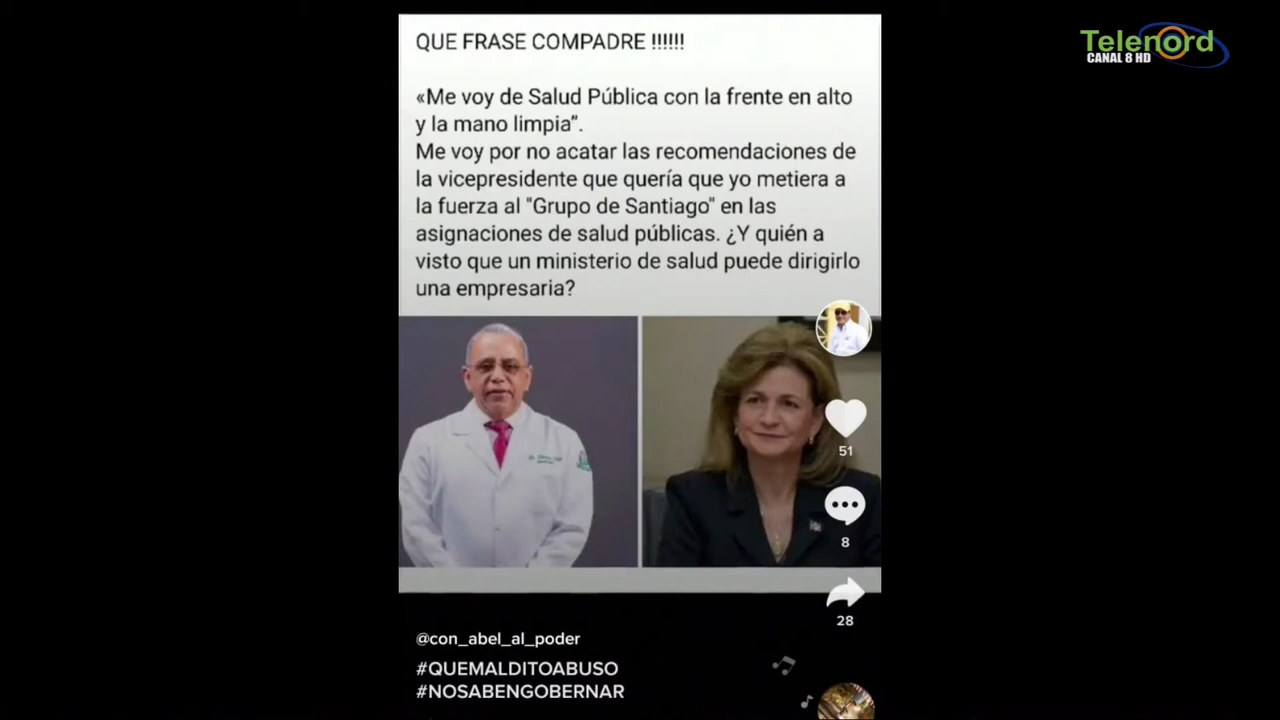 Telenord
CANAL 8 HD
QUE FRASE COMPADRE !!!!!!
«Me voy de Salud Pública con la frente en alto
y la mano limpia”.
Me voy por no acatar las recomendaciones de
la vicepresidente que quería que yo metiera a
la fuerza al "Grupo de Santiago" en las
asignaciones de salud públicas. ¿Y quién a
visto que un ministerio de salud puede dirigirlo
una empresaria?
51
8
28
@con_abel_al_poder
#QUEMALDITOABUSO
#NOSABENGOBERNAR